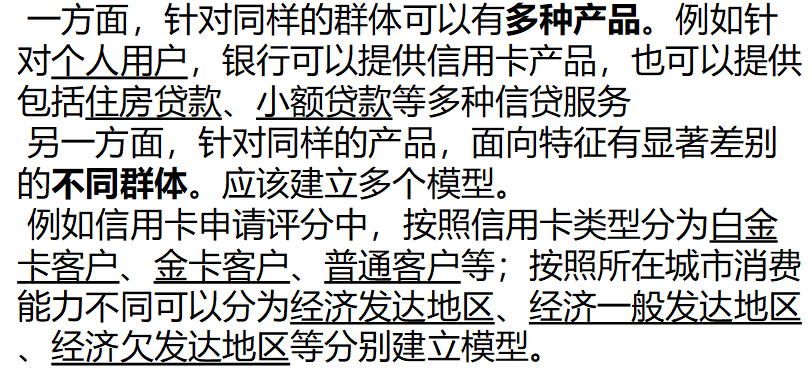 一方面，针对同样的群体可以有多种产品。例如针
对个人用户，银行可以提供信用卡产品，也可以提供
包括住房贷款、小额贷款等多种信贷服务
另一方面，针对同样的产品，面向特征有显著差别
的不同群体。应该建立多个模型。
例如信用卡申请评分中，按照信用卡类型分为白金
卡客户、金卡客户、普通客户等；按照所在城市消费
能力不同可以分为经济发达地区、经济一般发达地区
、经济欠发达地区等分别建立模型。